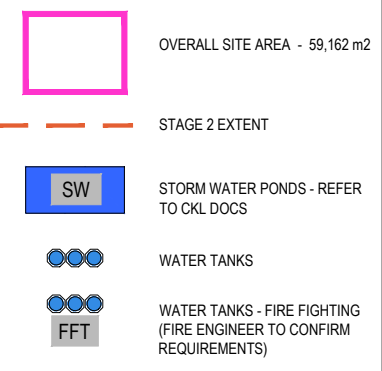 OVERALL SITE AREA - 59,162 m2
STAGE 2 EXTENT
SW
STORM WATER PONDS - REFER
TO CKL DOCS
WATER TANKS
FFT
WATER TANKS - FIRE FIGHTING
(FIRE ENGINEER TO CONFIRM
REQUIREMENTS)